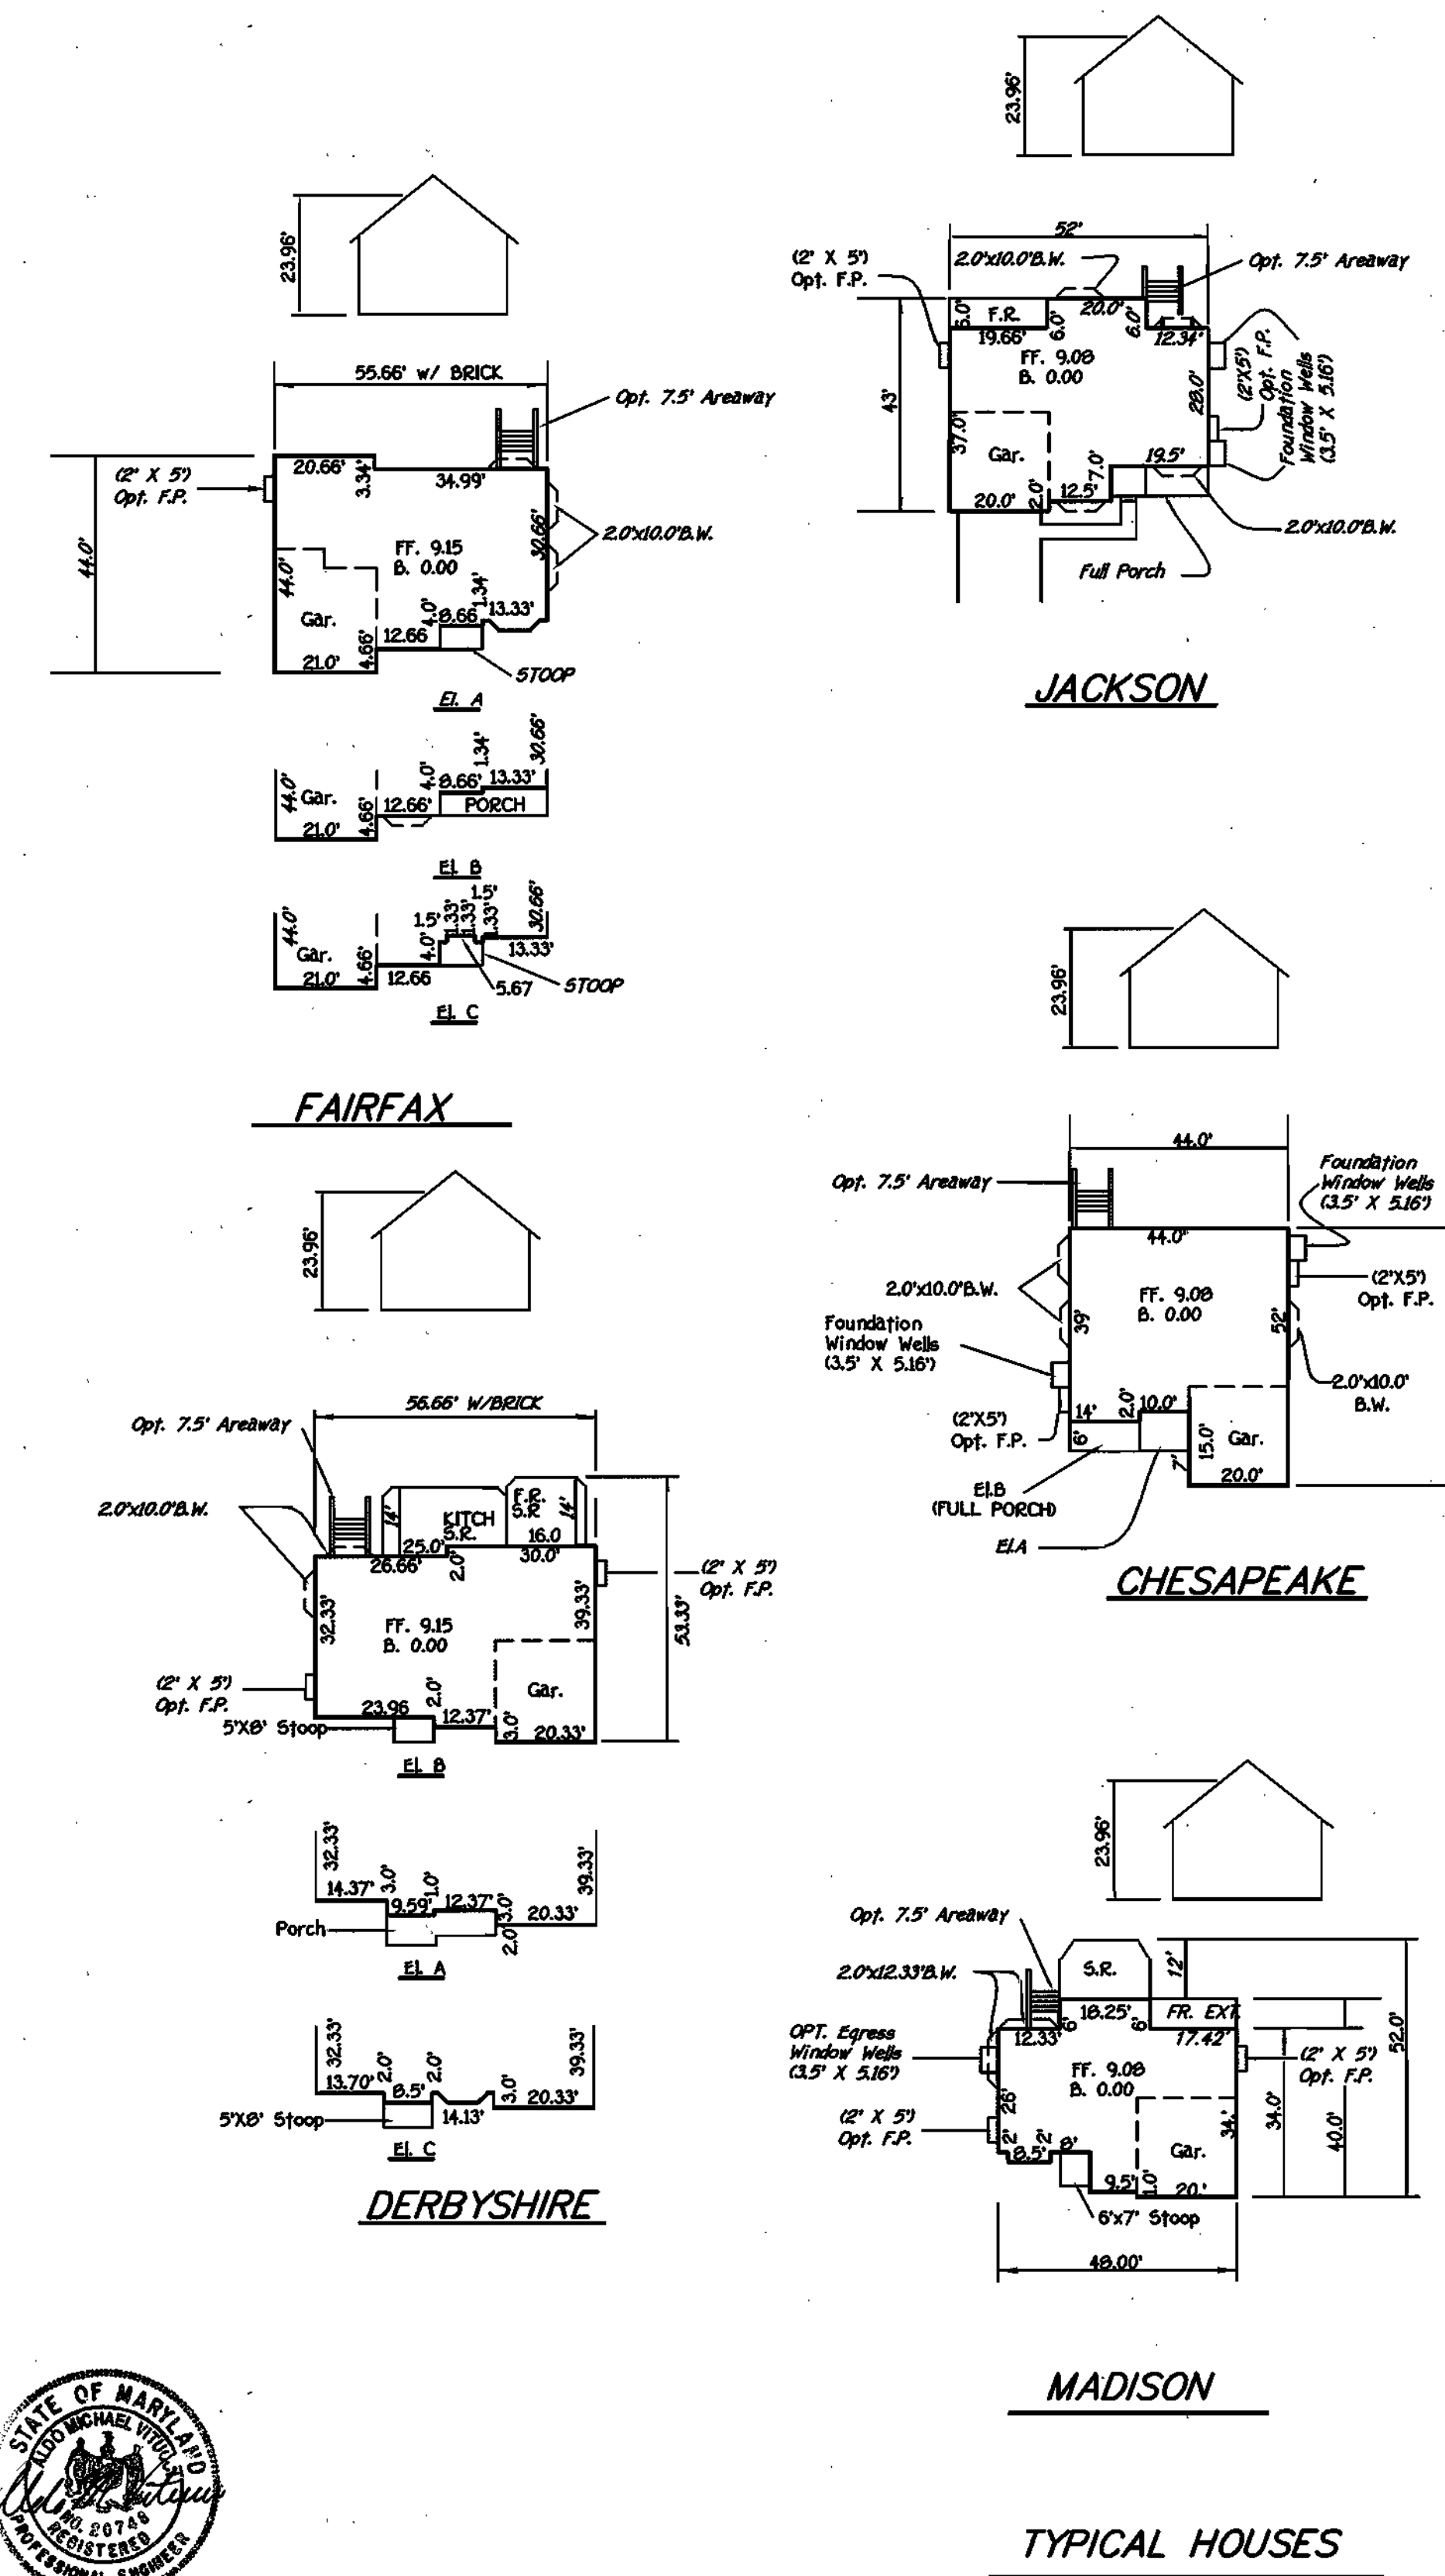 23.96'
55.66' w/ BRICK
Opt. 7.5' Areaway
(2' X 5')
Opt. F.P.
20.66'
3.34'
34.99'
44.0'
44.0'
FF. 9.15
B. 0.00
30.66'
2.0'x10.0'B.W.
Gar.
21.0'
4.66'
12.66
4.0'
8.66
1.34'
13.33'
STOOP
El. A
44.0'
Gar.
21.0'
4.66'
12.66'
4.0'
8.66'
1.34'
13.33'
30.66'
PORCH
El. B
44.0'
Gar.
21.0'
4.66'
12.66
4.0'
1.5'
1.33'
1.33'
1.5'
1.33'
30.66'
13.33'
5.67
STOOP
El. C
FAIRFAX
23.96'
56.66' W/BRICK
Opt. 7.5' Areaway
2.0'x10.0'B.W.
14'
KITCH
S.R.
F.R.
S.R
14'
25.0'
16.0
26.66'
2.0'
30.0'
(2' X 5')
Opt. F.P.
32.33'
FF. 9.15
B. 0.00
39.33'
53.33'
(2' X 5')
Opt. F.P.
Gar.
23.96
2.0'
12.37'
3.0'
20.33'
5'X8' Stoop
El. B
32.33'
14.37'
3.0'
9.59'
1.0'
12.37'
3.0'
2.0'
20.33'
39.33'
Porch
El. A
32.33'
13.70'
2.0'
8.5'
2.0'
14.13'
3.0'
20.33'
39.33'
5'X8' Stoop
El. C
DERBYSHIRE
STATE OF MARYLAND
ALDO MICHAEL VITUCCI
NO. 20748
REGISTERED
PROFESSIONAL ENGINEER
23.96'
52'
(2' X 5')
Opt. F.P.
2.0'x10.0'B.W.
Opt. 7.5' Areaway
6.0'
F.R.
19.66'
6.0'
20.0'
6.0'
12.34'
FF. 9.08
B. 0.00
43'
37.0'
28.0'
(2'X5')
Opt. F.P.
Foundation
Window Wells
(3.5' X 5.16')
Gar.
20.0'
2.0'
12.5'
7.0'
19.5'
2.0'x10.0'B.W.
Full Porch
JACKSON
23.96'
44.0'
Opt. 7.5' Areaway
Foundation
Window Wells
(3.5' X 5.16')
44.0'
2.0'x10.0'B.W.
(2'X5')
Opt. F.P.
FF. 9.08
B. 0.00
39'
52'
Foundation
Window Wells
(3.5' X 5.16')
2.0'x10.0'
B.W.
(2'X5')
Opt. F.P.
14'
2.0'
10.0'
6'
15.0'
7'
Gar.
20.0'
El.B
(FULL PORCH)
El.A
CHESAPEAKE
23.96'
Opt. 7.5' Areaway
2.0'x12.33'B.W.
S.R.
12'
OPT. Egress
Window Wells
(3.5' X 5.16')
12.33'
6'
18.25'
6'
FR. EXT.
17.42'
52.0'
FF. 9.08
B. 0.00
(2' X 5')
Opt. F.P.
26'
34.'
34.0'
40.0'
(2' X 5')
Opt. F.P.
2'
8.5'
2'
8'
9.5'
1.0'
Gar.
20.'
6'x7' Stoop
48.00'
MADISON
TYPICAL HOUSES